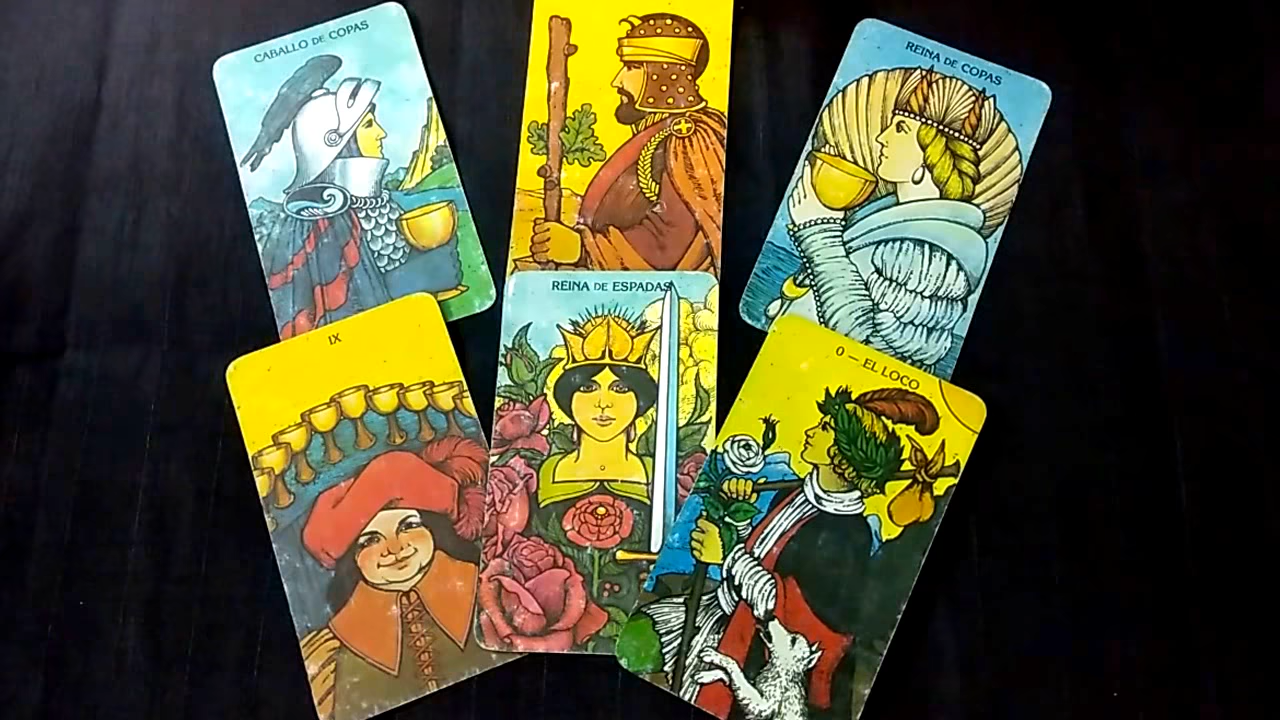 CABALLO DE COPAS
REINA DE COPAS
REINA DE ESPADAS
IX
0 — EL LOCO